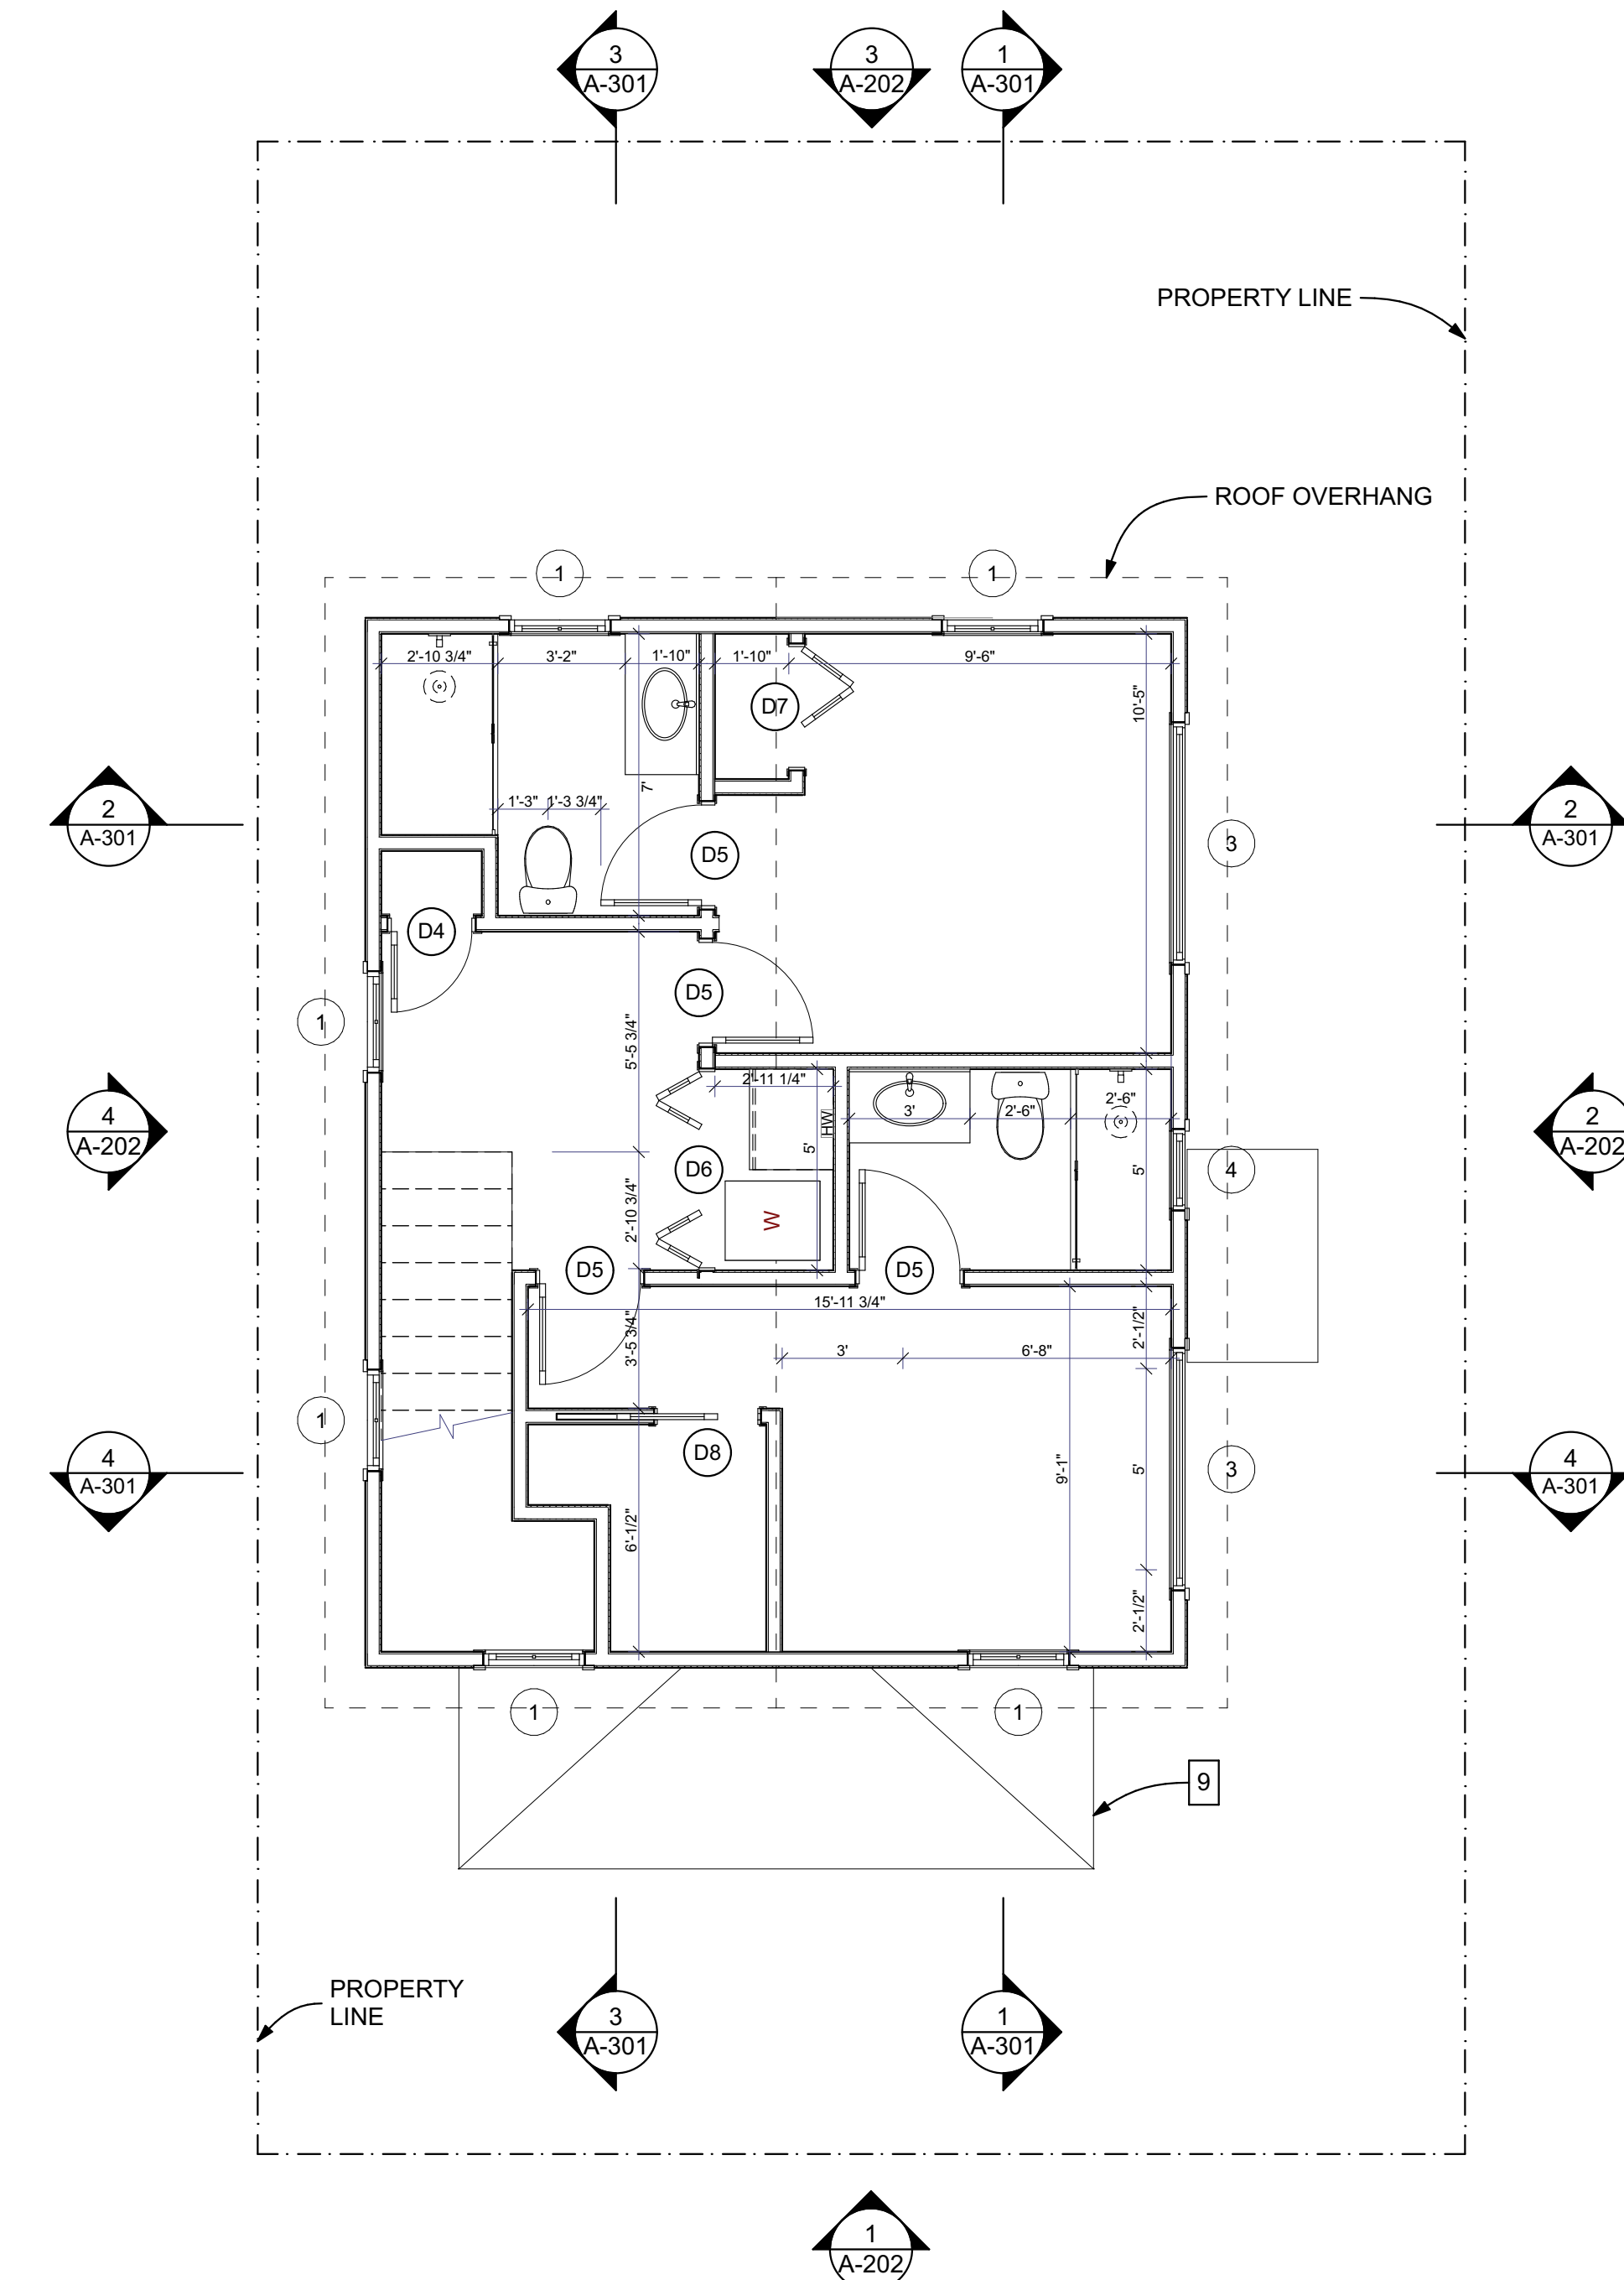 3
A-301
3
A-202
1
A-301
PROPERTY LINE
ROOF OVERHANG
1
1
2'-10 3/4"
3'-2"
1'-10"
1'-10"
9'-6"
D7
10'-5"
7'
1'-3"
1'-3 3/4"
2
A-301
2
A-301
3
D5
D4
D5
1
5'-5 3/4"
2'-11 1/4"
HW
3'
2'-6"
2'-6"
4
A-202
2
A-202
D6
5'
5'
4
2'-10 3/4"
W
D5
D5
15'-11 3/4"
3'-5 3/4"
2'-1/2"
3'
6'-8"
1
D8
9'-1"
5'
3
4
A-301
4
A-301
6'-1/2"
2'-1/2"
1
1
9
PROPERTY
LINE
3
A-301
1
A-301
1
A-202